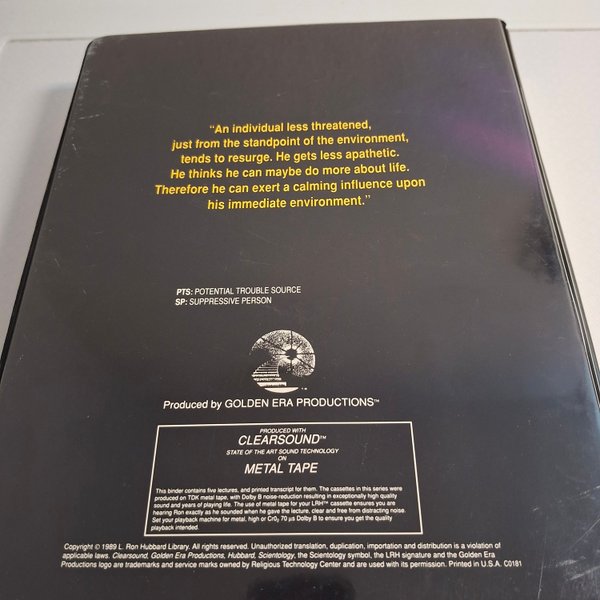 "An individual less threatened,
just from the standpoint of the environment,
tends to resurge. He gets less apathetic.
He thinks he can maybe do more about life.
Therefore he can exert a calming influence upon
his immediate environment."
PTS: POTENTIAL TROUBLE SOURCE
SP: SUPPRESSIVE PERSON
Produced by GOLDEN ERA PRODUCTIONS™
PRODUCED WITH
CLEARSOUND™
STATE OF THE ART SOUND TECHNOLOGY
ON
METAL TAPE
This binder contains five lectures, and printed transcript for them. The cassettes in this series were
produced on TDK metal tape, with Dolby B noise-reduction resulting in exceptionally high quality
sound and years of playing life. The use of metal tape for your LRH™ cassette ensures you are
hearing Ron exactly as he sounded when he gave the lecture, clear and free from distracting noise.
Set your playback machine for metal, high or CrO₂ 70 µs Dolby B to ensure you get the quality
playback intended.
Copyright © 1989 L. Ron Hubbard Library. All rights reserved. Unauthorized translation, duplication, importation and distribution is a violation of
applicable laws. Clearsound, Golden Era Productions, Hubbard, Scientology, the Scientology symbol, the LRH signature and the Golden Era
Productions logo are trademarks and service marks owned by Religious Technology Center and are used with its permission. Printed in U.S.A. C0181